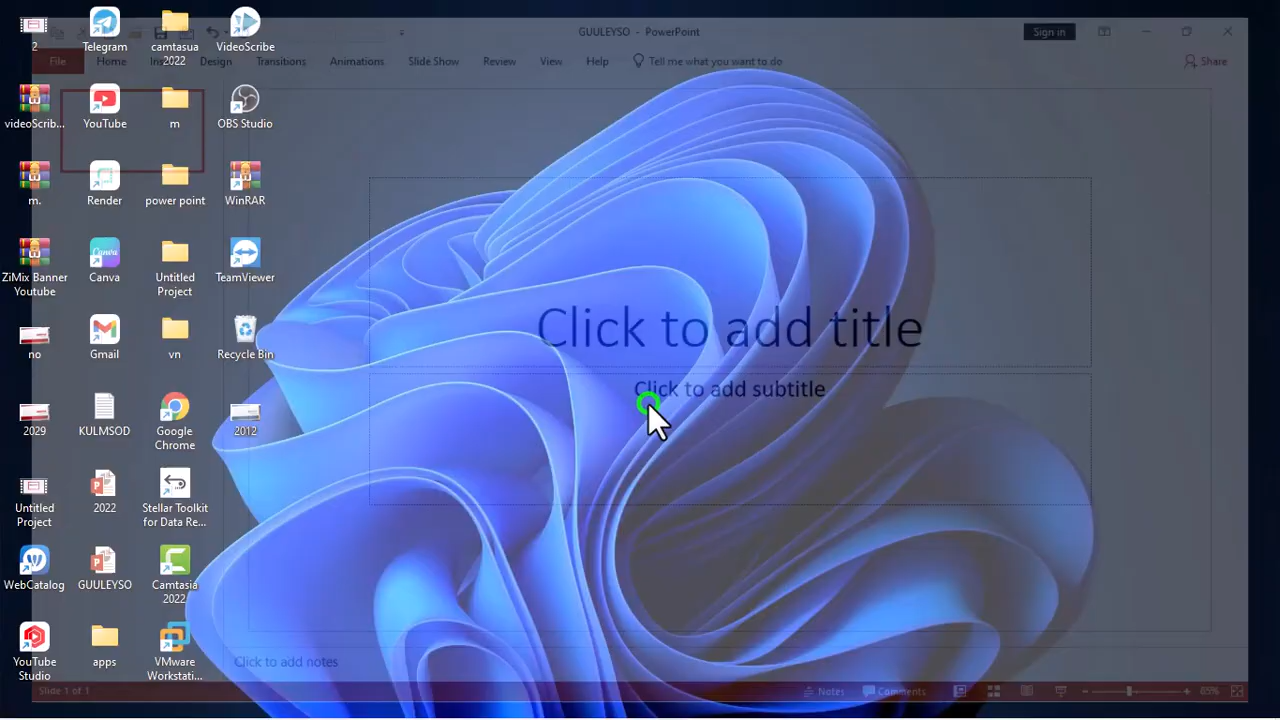 GUULEYSO - PowerPoint
Sign in
File
Home
Design
Transitions
Animations
Slide Show
Review
View
Help
Tell me what you want to do
Share
2
Telegram
camtasua
2022
VideoScribe
videoScrib...
YouTube
m
OBS Studio
m.
Render
power point
WinRAR
ZiMix Banner
Youtube
Canva
Untitled
Project
TeamViewer
no
Gmail
vn
Recycle Bin
2029
KULMSOD
Google
Chrome
2012
Untitled
Project
2022
Stellar Toolkit
for Data Re...
WebCatalog
GUULEYSO
Camtasia
2022
YouTube
Studio
apps
VMware
Workstati...
Click to add title
Click to add subtitle
Click to add notes
Slide 1 of 1
Notes
Comments
85%